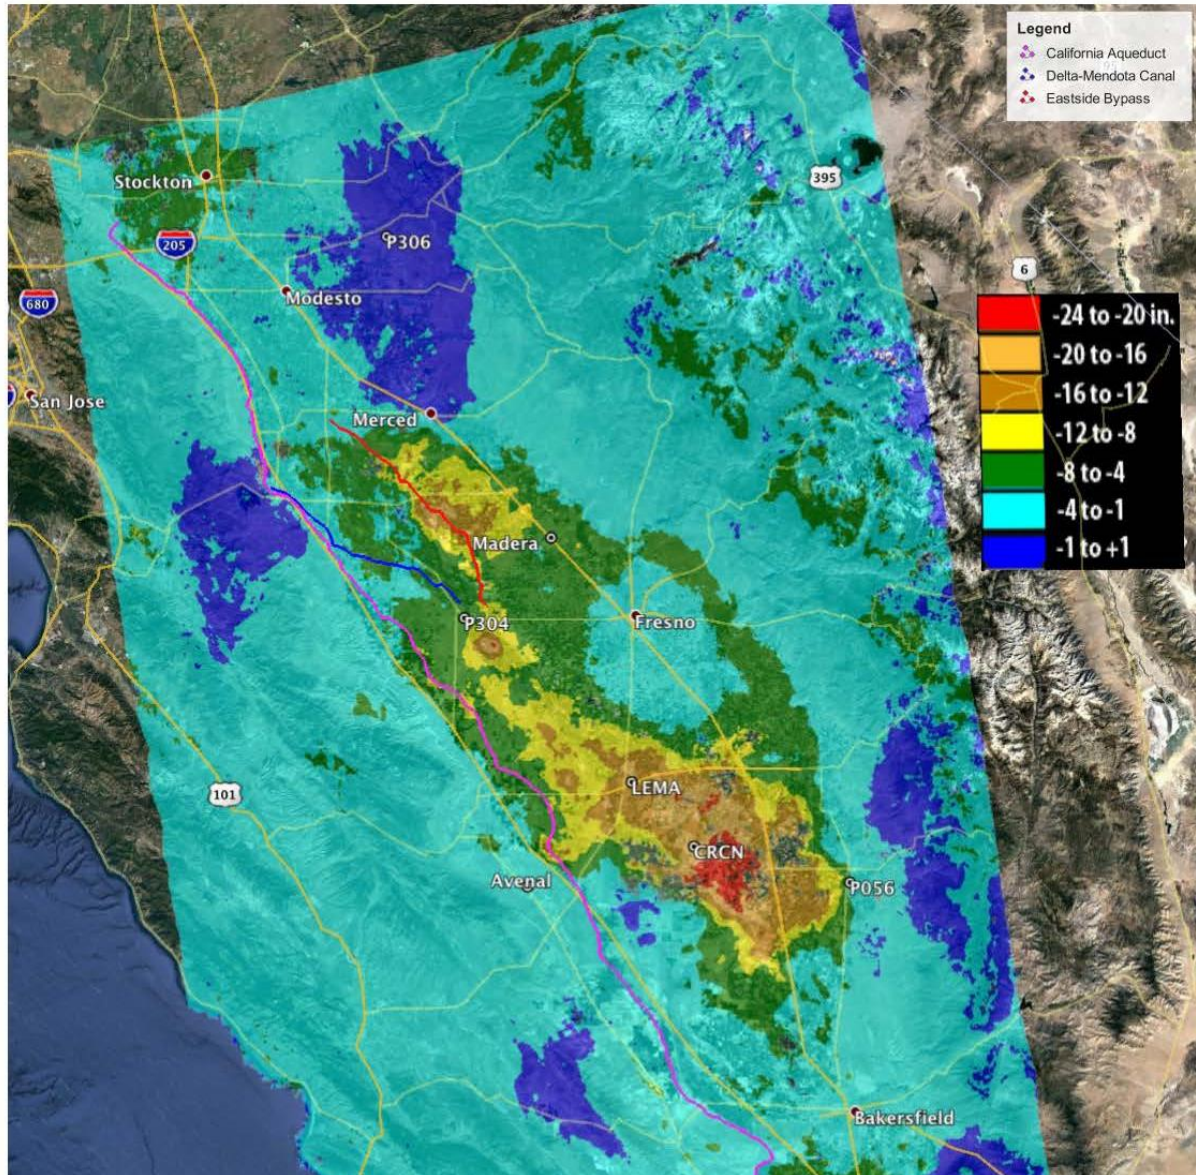 Legend
California Aqueduct
Delta-Mendota Canal
Eastside Bypass
Stockton
395
205
P306
6
680
Modesto
-24 to -20 in.
-20 to -16
-16 to -12
-12 to -8
-8 to -4
-4 to -1
-1 to +1
San Jose
Merced
Madera
P304
Fresno
LEMA
101
CRCN
Avenal
P056
Bakersfield